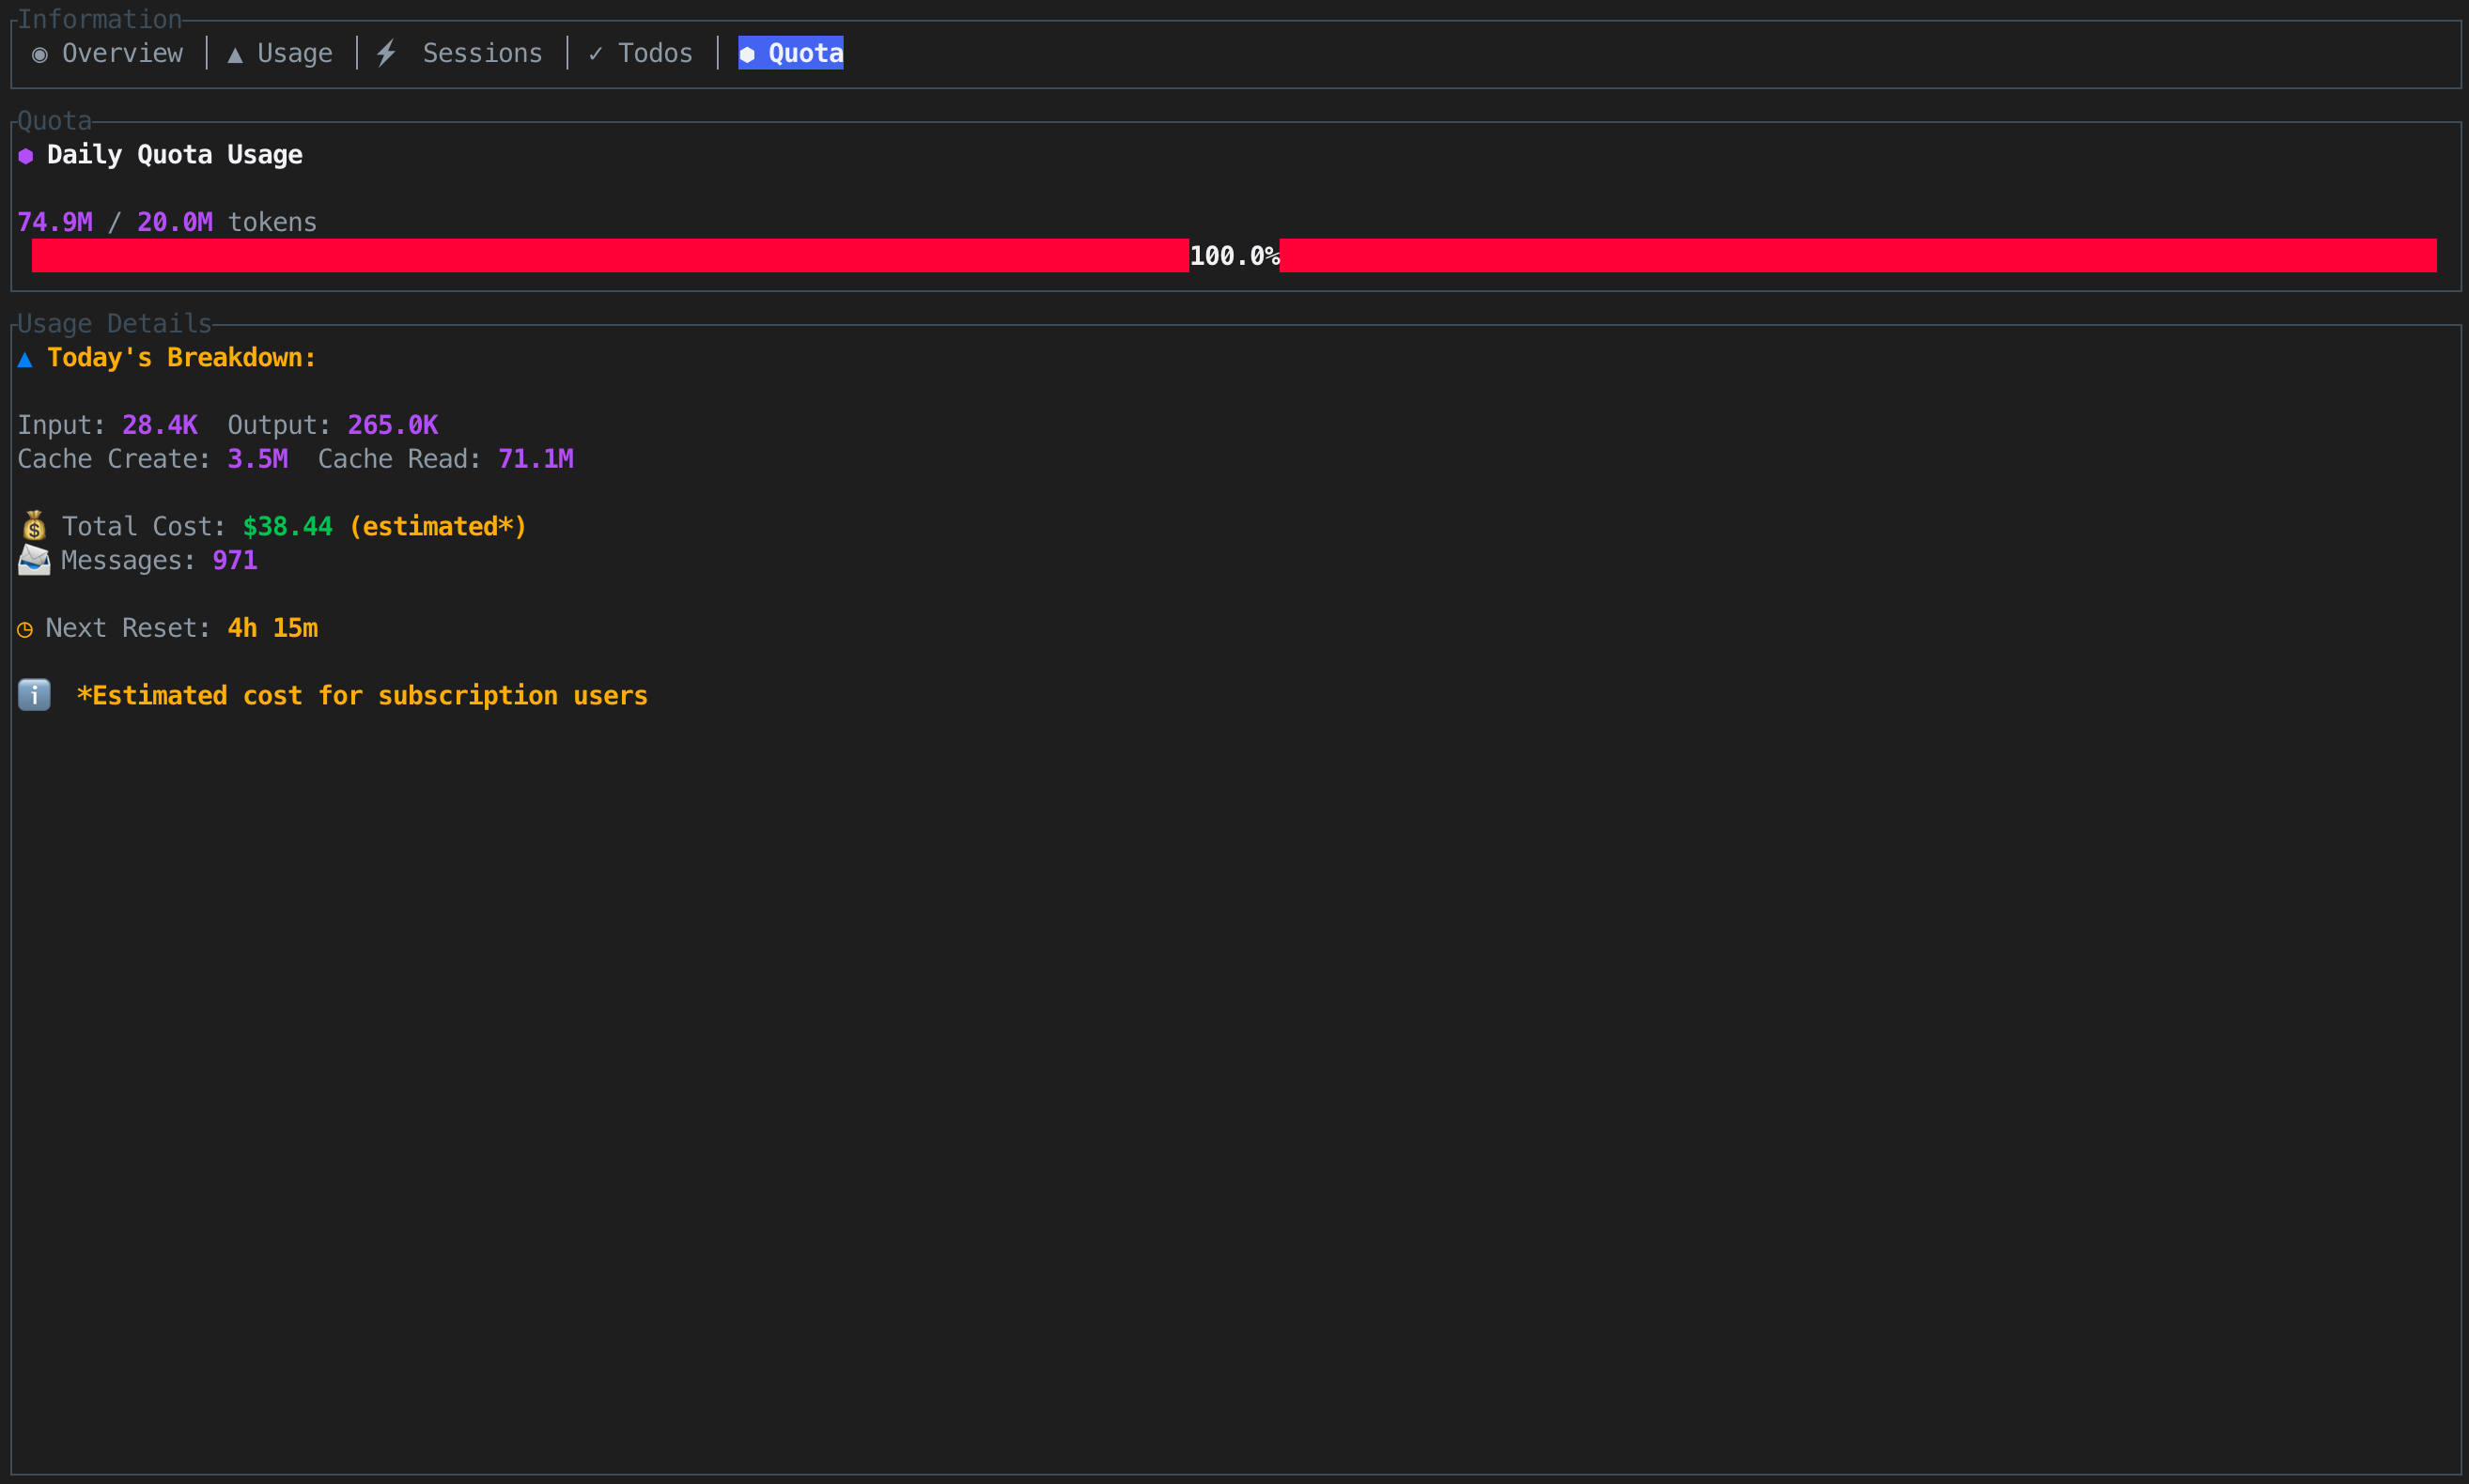 Information
◉ Overview │ ▲ Usage │ ⚡ Sessions │ ✓ Todos │ ⬢ Quota
Quota
⬢ Daily Quota Usage
74.9M / 20.0M tokens
100.0%
Usage Details
▲ Today's Breakdown:
Input: 28.4K  Output: 265.0K
Cache Create: 3.5M  Cache Read: 71.1M
💰 Total Cost: $38.44 (estimated*)
📨 Messages: 971
◷ Next Reset: 4h 15m
ℹ️ *Estimated cost for subscription users